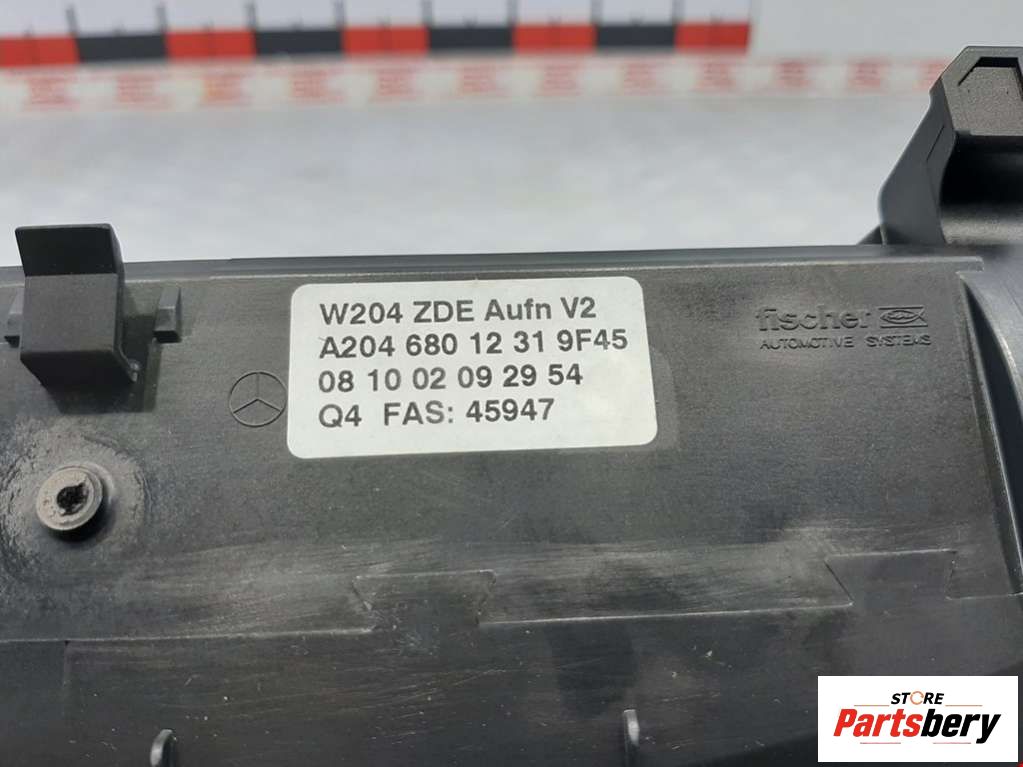 W204 ZDE Aufn V2
A204 680 12 31 9F45
08 10 02 09 29 54
Q4 FAS: 45947
fischer
AUTOMOTIVE SYSTEMS
STORE
Partsbery